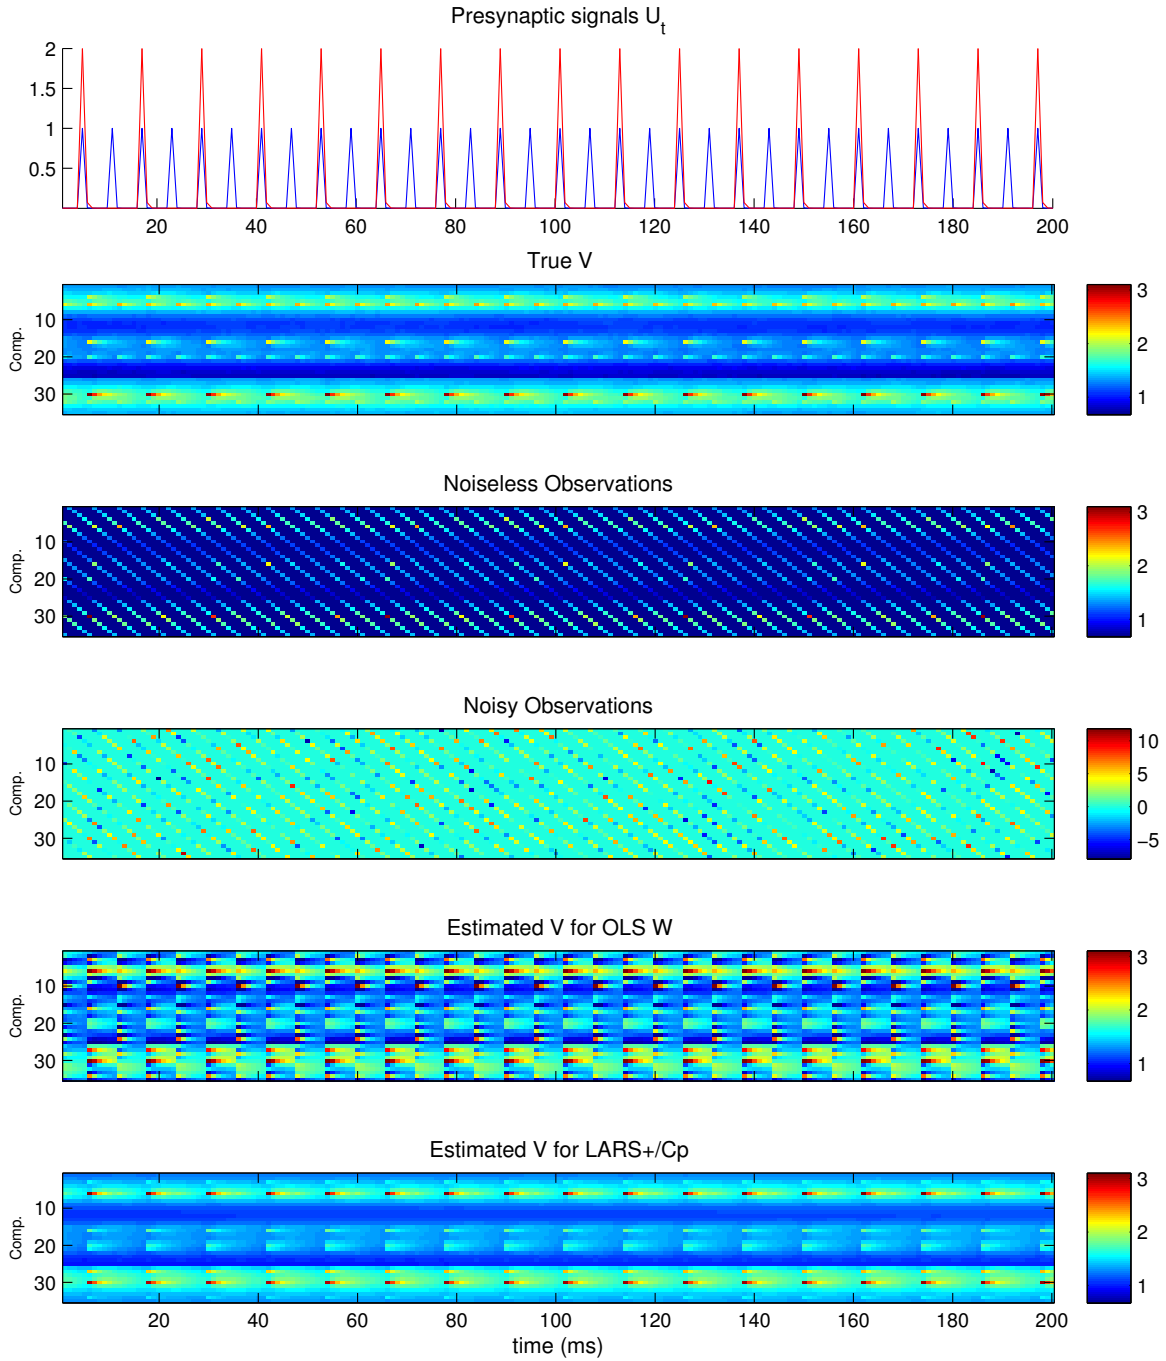 Presynaptic signals U_t
2
1.5
1
0.5
20 40 60 80 100 120 140 160 180 200
True V
Comp.
10
20
30
3
2
1
Noiseless Observations
Comp.
10
20
30
3
2
1
Noisy Observations
Comp.
10
20
30
10
5
0
−5
Estimated V for OLS W
Comp.
10
20
30
3
2
1
Estimated V for LARS+/Cp
Comp.
10
20
30
3
2
1
20 40 60 80 100 120 140 160 180 200
time (ms)